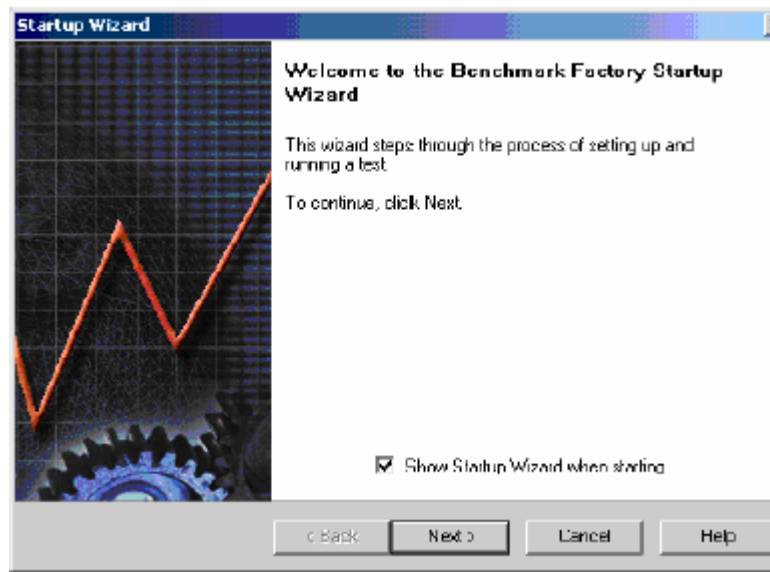 Startup Wizard
Welcome to the Benchmark Factory Startup
Wizard
This wizard steps through the process of setting up and
running a test.
To continue, click Next.
Show Startup Wizard when starting
< Back
Next >
Cancel
Help